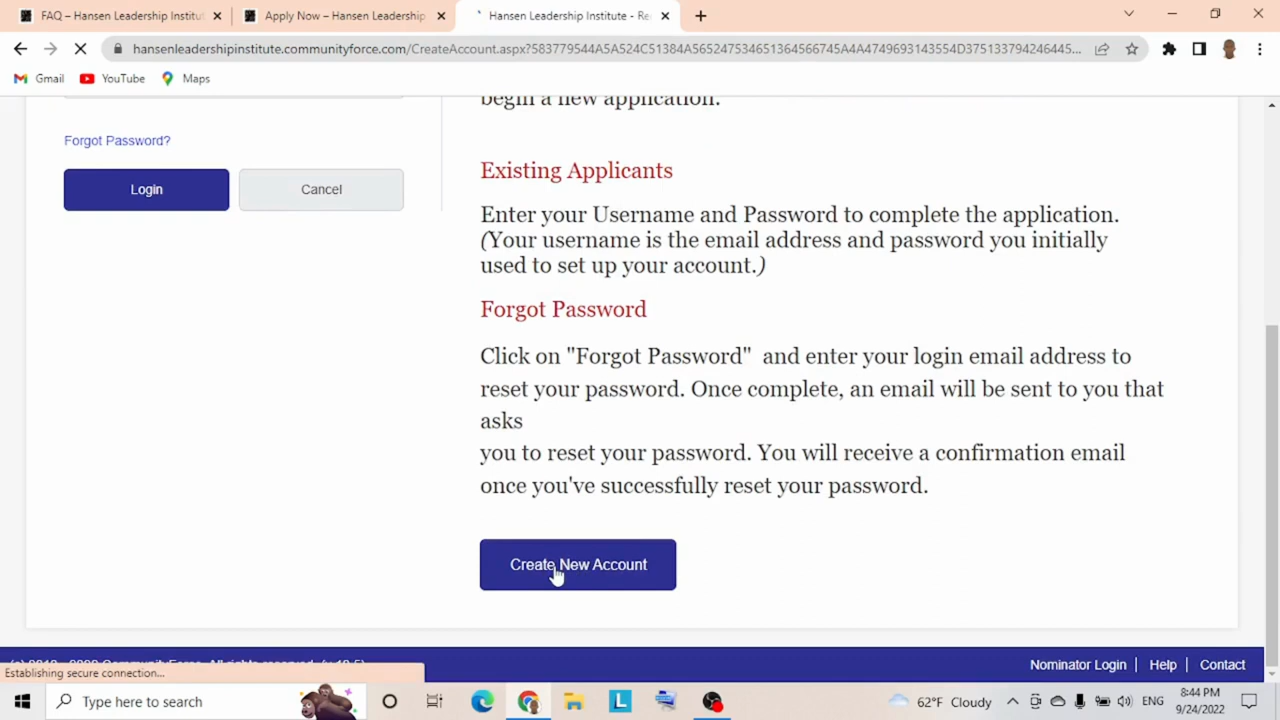 FAQ – Hansen Leadership Institut
Apply Now – Hansen Leadership
Hansen Leadership Institute - Re
hansenleadershipinstitute.communityforce.com/CreateAccount.aspx?583779544A5A524C51384A56524753465136456674 5A4A4749693143554D375133794246445...
Gmail
YouTube
Maps
begin a new application.
Forgot Password?
Login
Cancel
Existing Applicants
Enter your Username and Password to complete the application.
(Your username is the email address and password you initially
used to set up your account.)
Forgot Password
Click on "Forgot Password"  and enter your login email address to
reset your password. Once complete, an email will be sent to you that
asks
you to reset your password. You will receive a confirmation email
once you've successfully reset your password.
Create New Account
Nominator Login | Help | Contact
Establishing secure connection...
Type here to search
62°F Cloudy
ENG
8:44 PM
9/24/2022